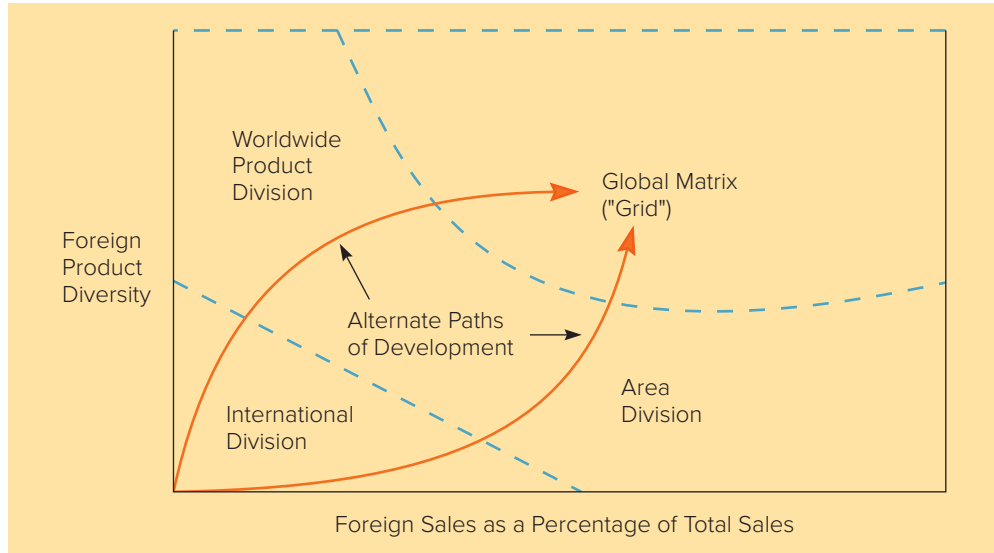 Worldwide
Product
Division
Global Matrix
("Grid")
Foreign
Product
Diversity
Alternate Paths
of Development
International
Division
Area
Division
Foreign Sales as a Percentage of Total Sales